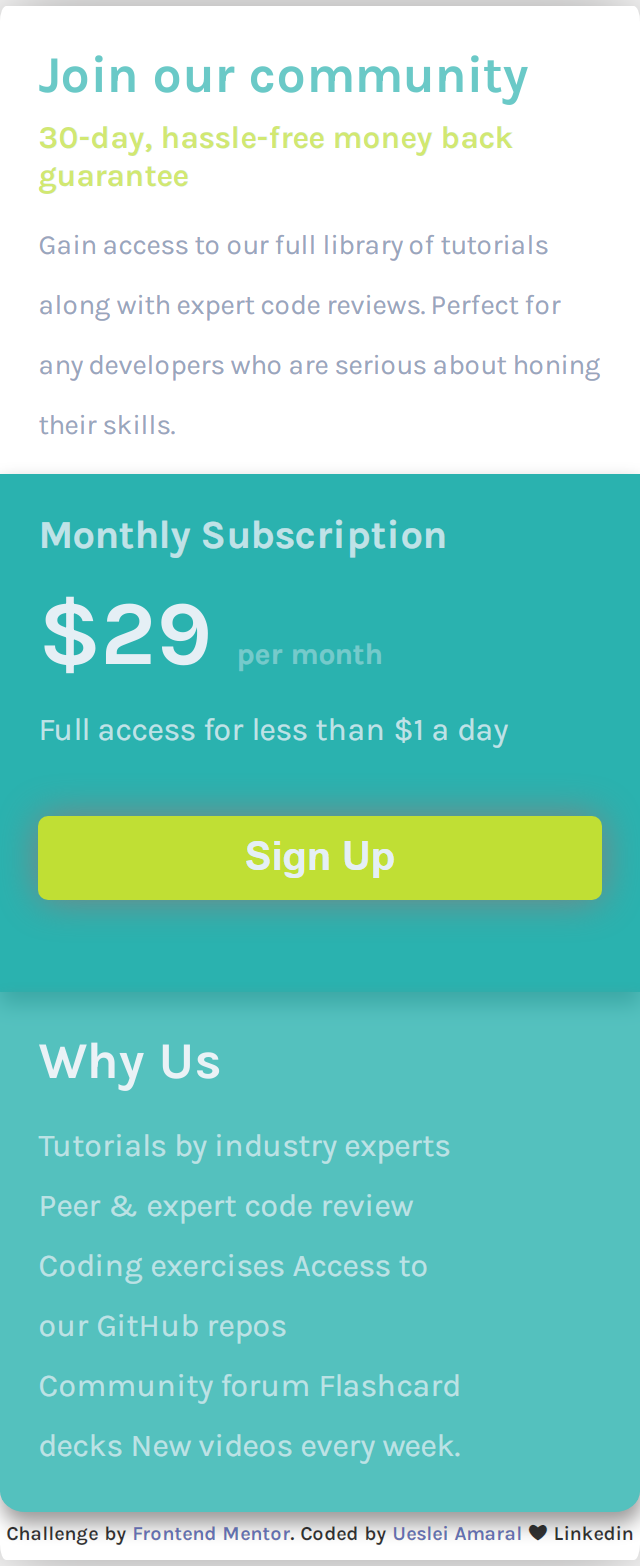 Join our community
30-day, hassle-free money back
guarantee
Gain access to our full library of tutorials
along with expert code reviews. Perfect for
any developers who are serious about honing
their skills.
Monthly Subscription
$29 per month
Full access for less than $1 a day
Sign Up
Why Us
Tutorials by industry experts
Peer & expert code review
Coding exercises Access to
our GitHub repos
Community forum Flashcard
decks New videos every week.
Challenge by Frontend Mentor. Coded by Ueslei Amaral 🖤 Linkedin